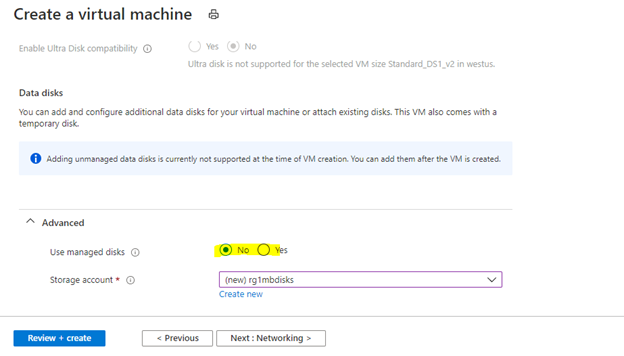 Create a virtual machine
Enable Ultra Disk compatibility
Yes
No
Ultra disk is not supported for the selected VM size Standard_DS1_v2 in westus.
Data disks
You can add and configure additional data disks for your virtual machine or attach existing disks. This VM also comes with a
temporary disk.
Adding unmanaged data disks is currently not supported at the time of VM creation. You can add them after the VM is created.
Advanced
Use managed disks
No
Yes
Storage account *
(new) rg1mbdisks
Create new
Review + create
< Previous
Next : Networking >